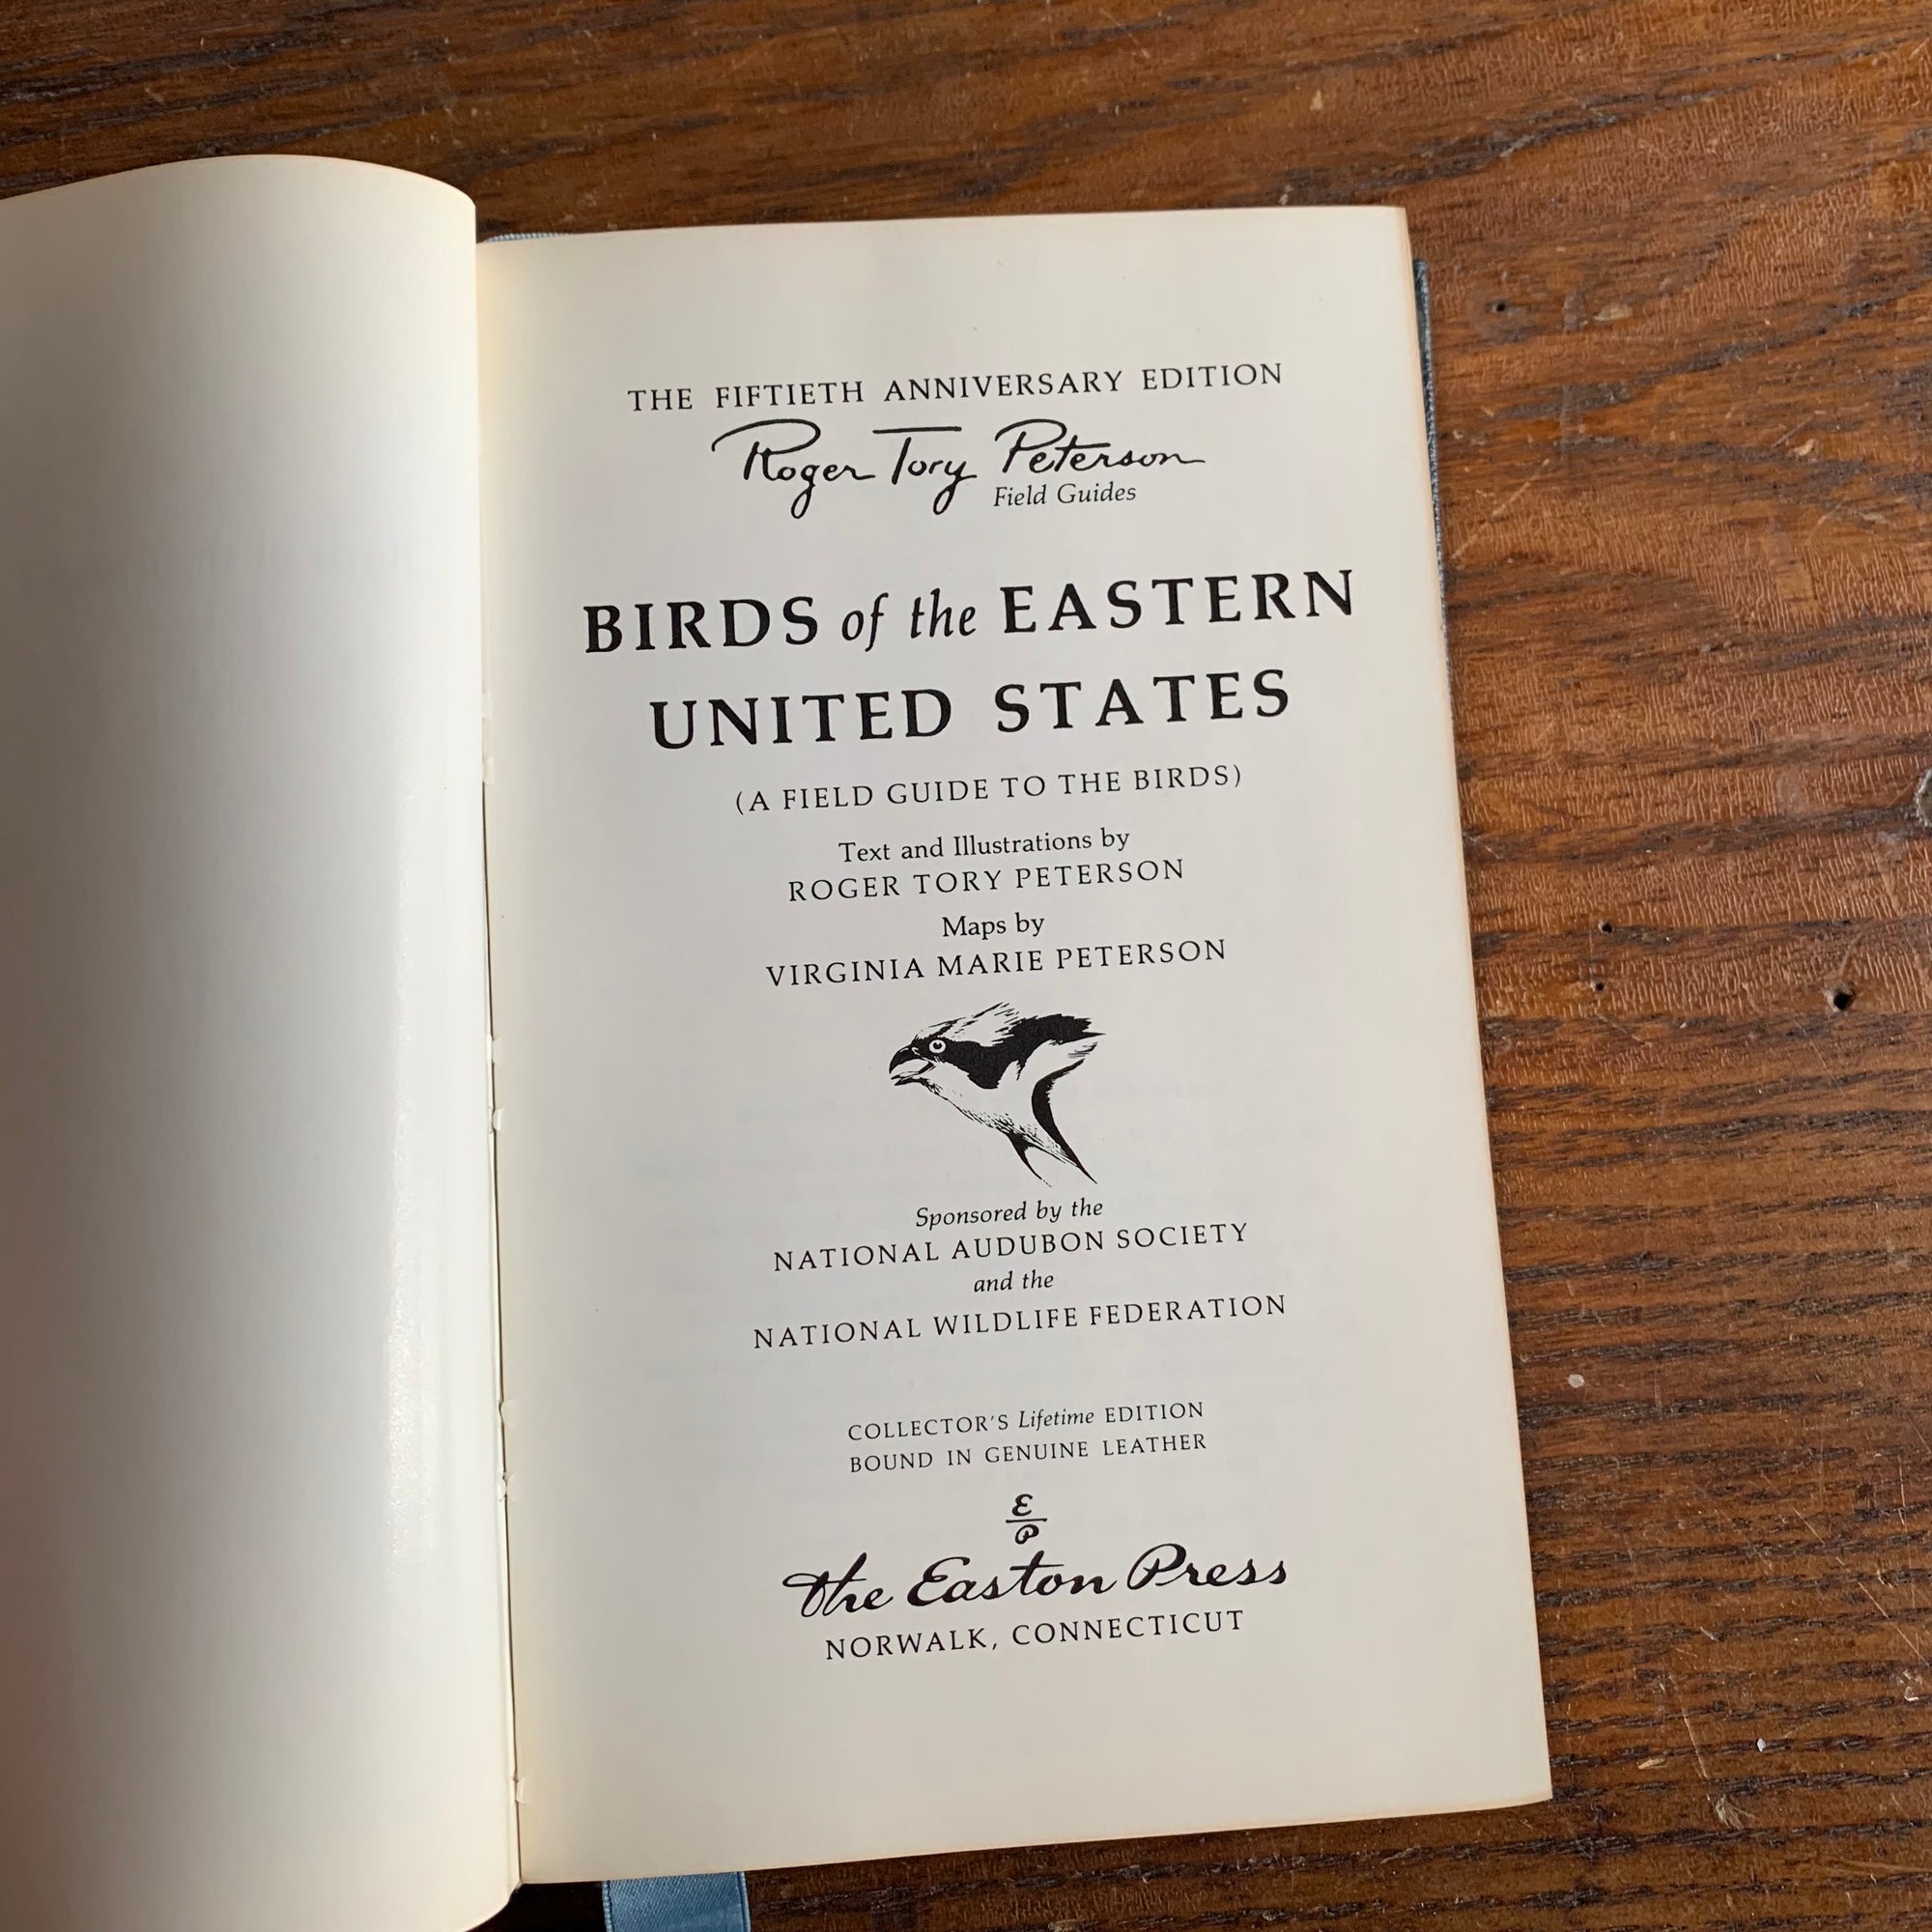 THE FIFTIETH ANNIVERSARY EDITION
Roger Tory Peterson
Field Guides
BIRDS of the EASTERN
UNITED STATES
(A FIELD GUIDE TO THE BIRDS)
Text and Illustrations by
ROGER TORY PETERSON
Maps by
VIRGINIA MARIE PETERSON
Sponsored by the
NATIONAL AUDUBON SOCIETY
and the
NATIONAL WILDLIFE FEDERATION
COLLECTOR'S Lifetime EDITION
BOUND IN GENUINE LEATHER
E
P
The Easton Press
NORWALK, CONNECTICUT